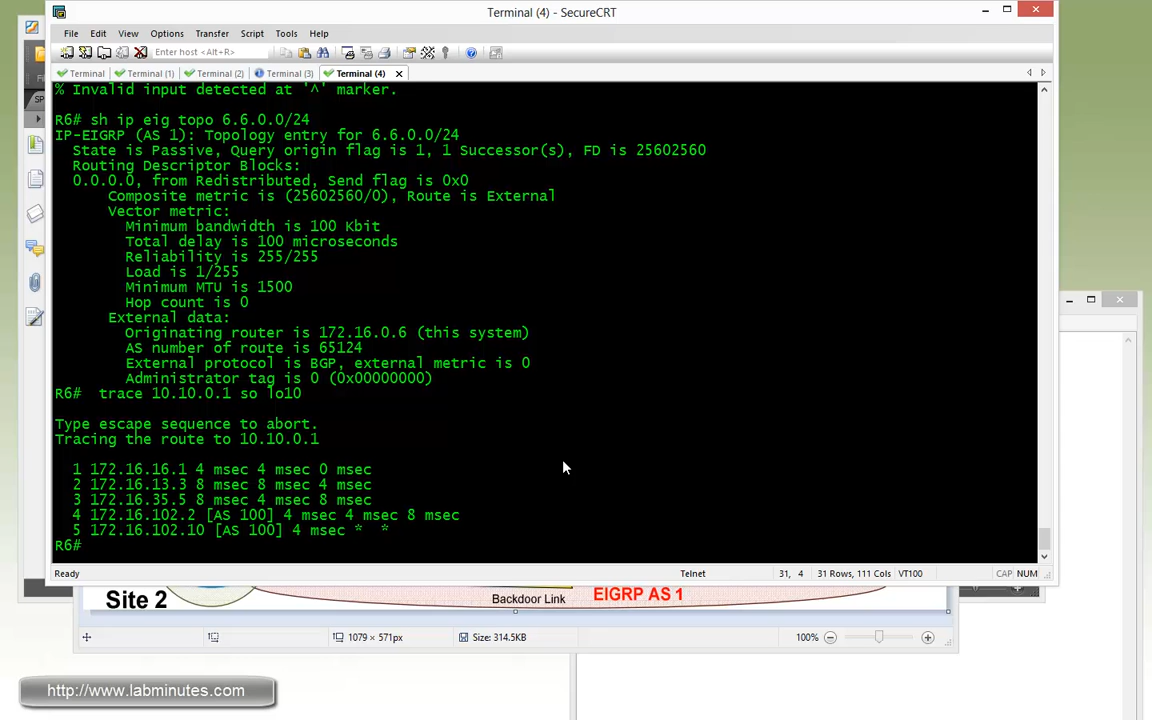 Terminal (4) - SecureCRT
File Edit View Options Transfer Script Tools Help
Enter host <Alt+R>
Terminal Terminal (1) Terminal (2) Terminal (3) Terminal (4)
% Invalid input detected at '^' marker.
R6# sh ip eig topo 6.6.0.0/24
IP-EIGRP (AS 1): Topology entry for 6.6.0.0/24
State is Passive, Query origin flag is 1, 1 Successor(s), FD is 25602560
Routing Descriptor Blocks:
0.0.0.0, from Redistributed, Send flag is 0x0
Composite metric is (25602560/0), Route is External
Vector metric:
Minimum bandwidth is 100 Kbit
Total delay is 100 microseconds
Reliability is 255/255
Load is 1/255
Minimum MTU is 1500
Hop count is 0
External data:
Originating router is 172.16.0.6 (this system)
AS number of route is 65124
External protocol is BGP, external metric is 0
Administrator tag is 0 (0x00000000)
R6#  trace 10.10.0.1 so lo10
Type escape sequence to abort.
Tracing the route to 10.10.0.1
1 172.16.16.1 4 msec 4 msec 0 msec
2 172.16.13.3 8 msec 8 msec 4 msec
3 172.16.35.5 8 msec 4 msec 8 msec
4 172.16.102.2 [AS 100] 4 msec 4 msec 8 msec
5 172.16.102.10 [AS 100] 4 msec *  *
R6#
Ready Telnet 31, 4 31 Rows, 111 Cols VT100 CAP NUM
Site 2 Backdoor Link EIGRP AS 1
1079 × 571px Size: 314.5KB 100%
http://www.labminutes.com